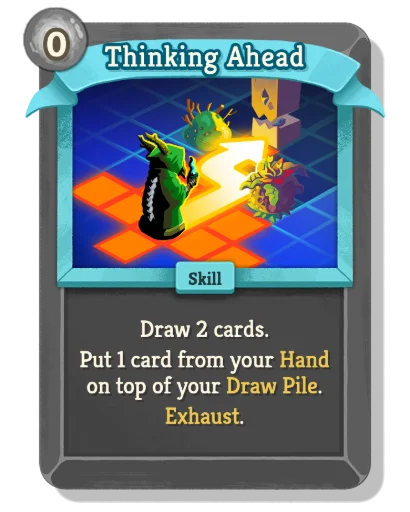 0
Thinking Ahead
Skill
Draw 2 cards.
Put 1 card from your Hand
on top of your Draw Pile.
Exhaust.